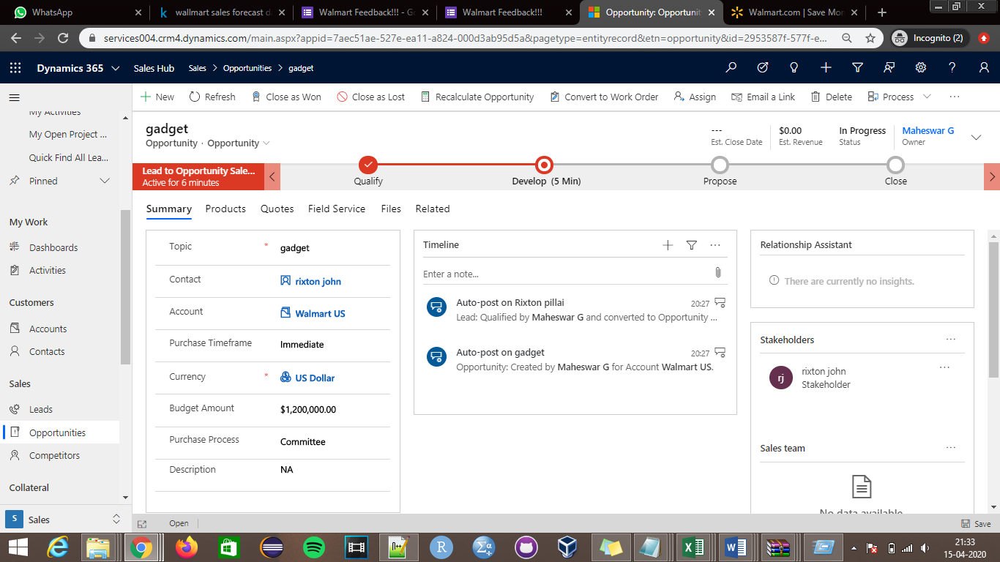 WhatsApp
wallmart sales forecast d
Walmart Feedback!!! - Go
Walmart Feedback!!!
Opportunity: Opportunit
Walmart.com | Save Mon
services004.crm4.dynamics.com/main.aspx?appid=7aec51ae-527e-ea11-a824-000d3ab95d5a&pagetype=entityrecord&etn=opportunity&id=2953587f-577f-e...
Incognito (2)
Dynamics 365
Sales Hub
Sales > Opportunities > gadget
New
Refresh
Close as Won
Close as Lost
Recalculate Opportunity
Convert to Work Order
Assign
Email a Link
Delete
Process
My Activities
My Open Project ...
Quick Find All Lea...
Pinned
My Work
Dashboards
Activities
Customers
Accounts
Contacts
Sales
Leads
Opportunities
Competitors
Collateral
S Sales
gadget
Opportunity · Opportunity
---
Est. Close Date
$0.00
Est. Revenue
In Progress
Status
Maheswar G
Owner
Lead to Opportunity Sale...
Active for 6 minutes
Qualify
Develop (5 Min)
Propose
Close
Summary
Products
Quotes
Field Service
Files
Related
Topic * gadget
Contact rixton john
Account Walmart US
Purchase Timeframe Immediate
Currency * US Dollar
Budget Amount $1,200,000.00
Purchase Process Committee
Description NA
Timeline
Enter a note...
Auto-post on Rixton pillai 20:27
Lead: Qualified by Maheswar G and converted to Opportunity ...
Auto-post on gadget 20:27
Opportunity: Created by Maheswar G for Account Walmart US.
Relationship Assistant
There are currently no insights.
Stakeholders
rj
rixton john
Stakeholder
Sales team
No data available
Open
Save
21:33
15-04-2020